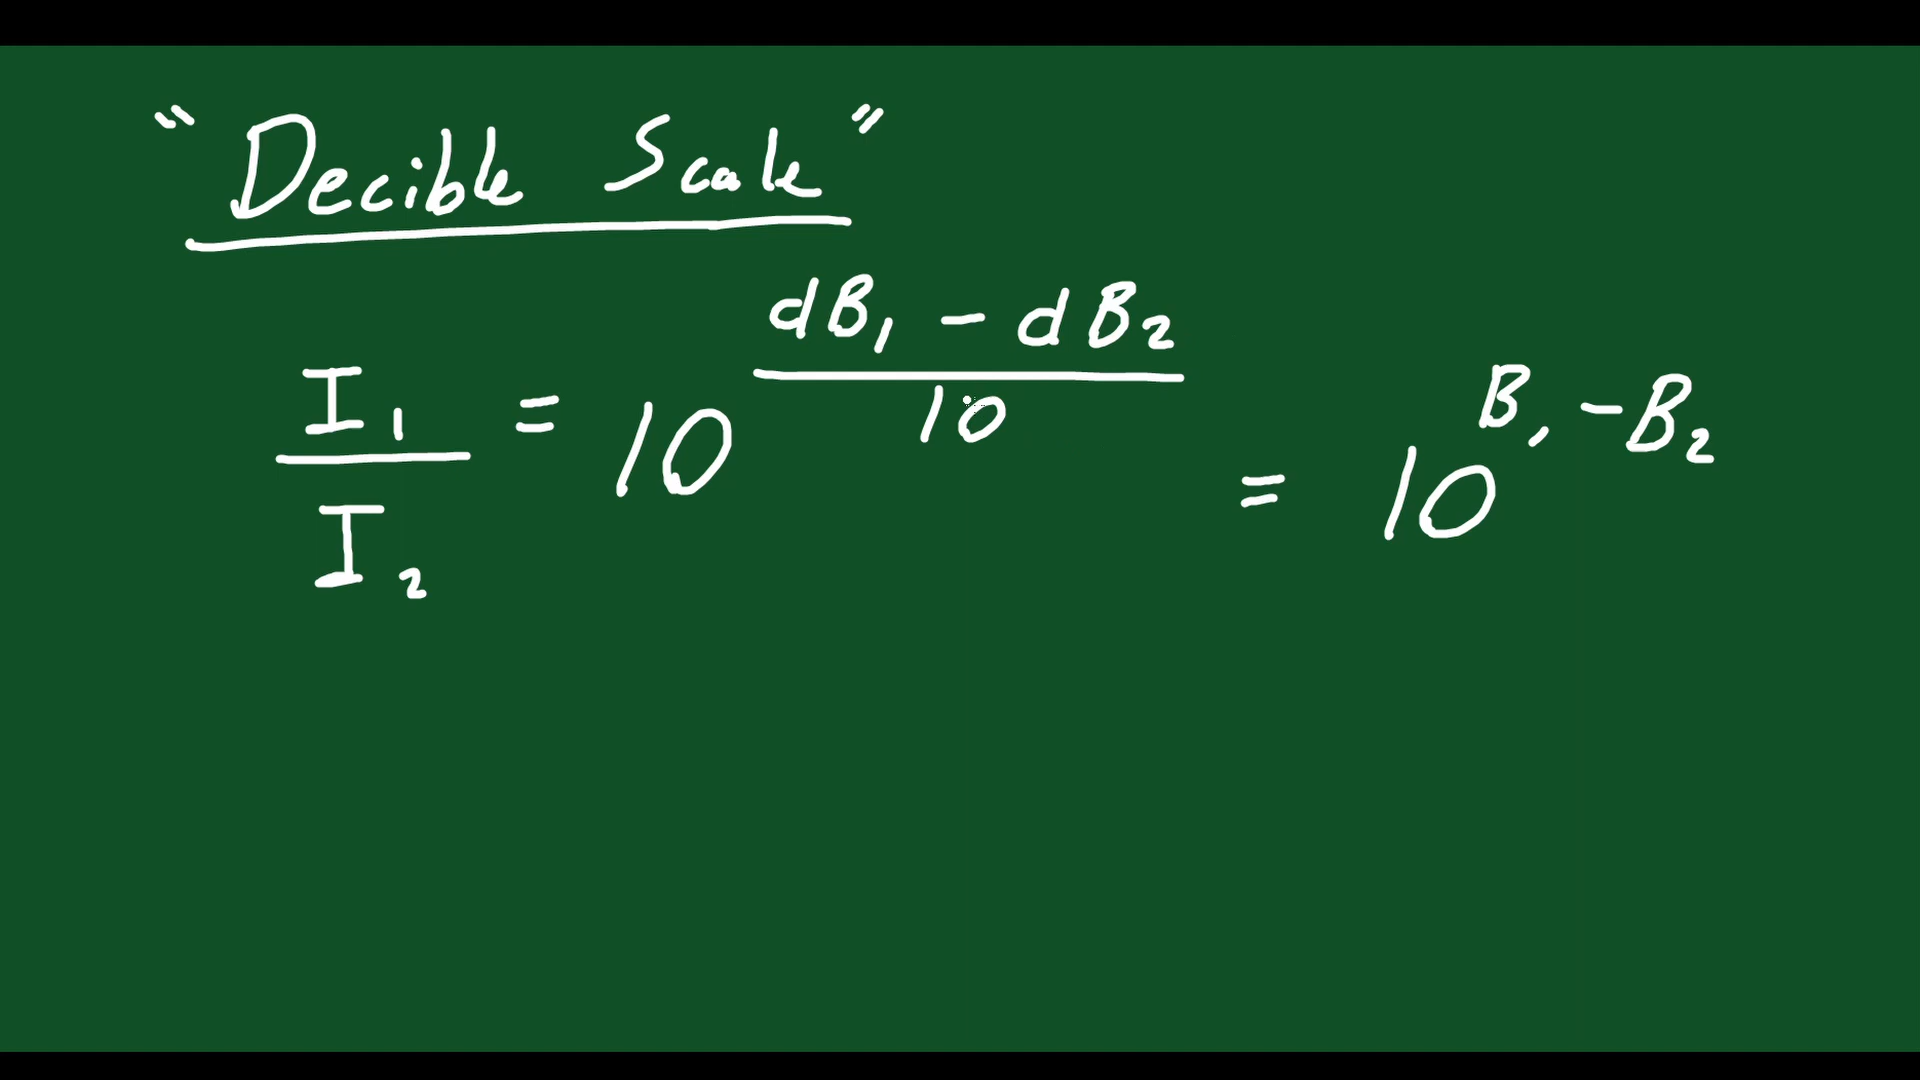 "Decible Scale"
I₁/I₂ = 10^((dB₁ - dB₂)/10) = 10^(B₁ - B₂)